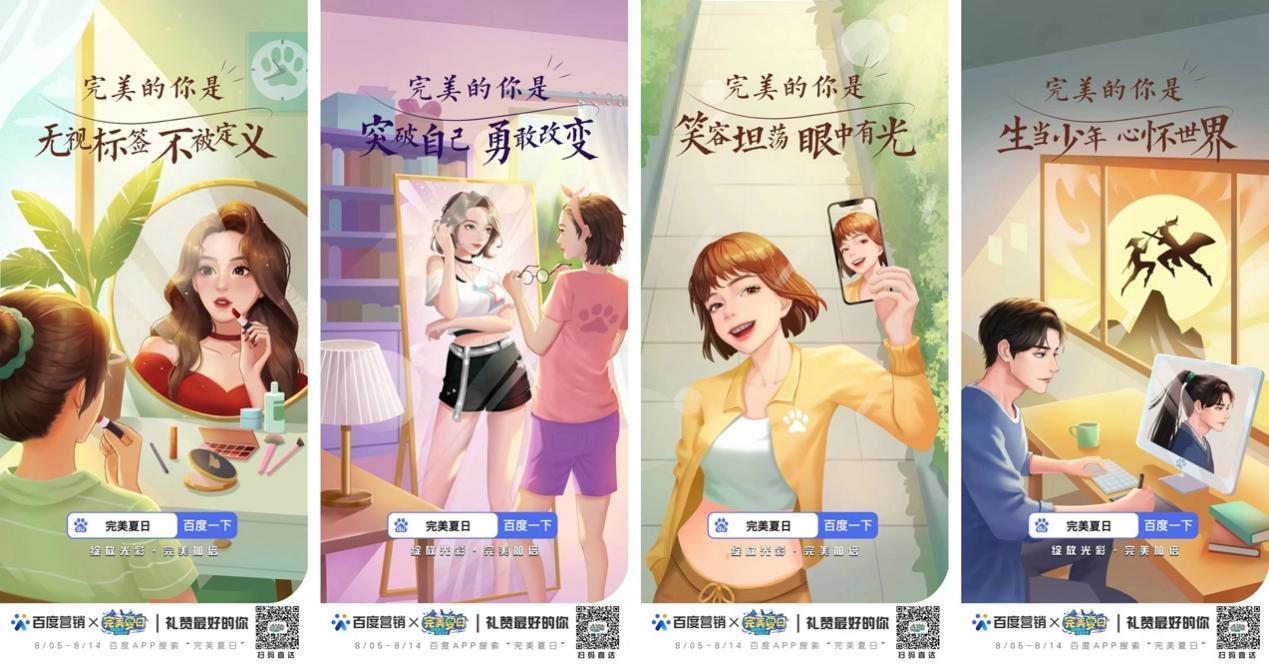 完美的你是
无视标签 不被定义
完美夏日 百度一下
绽放光彩·完美加倍
百度营销×完美夏日 | 礼赞最好的你
8/05-8/14 百度APP搜索“完美夏日”
扫码直达
完美的你是
突破自己 勇敢改变
完美夏日 百度一下
绽放光彩·完美加倍
百度营销×完美夏日 | 礼赞最好的你
8/05-8/14 百度APP搜索“完美夏日”
扫码直达
完美的你是
笑容坦荡 眼中有光
完美夏日 百度一下
绽放光彩·完美加倍
百度营销×完美夏日 | 礼赞最好的你
8/05-8/14 百度APP搜索“完美夏日”
扫码直达
完美的你是
生当少年 心怀世界
完美夏日 百度一下
绽放光彩·完美加倍
百度营销×完美夏日 | 礼赞最好的你
8/05-8/14 百度APP搜索“完美夏日”
扫码直达